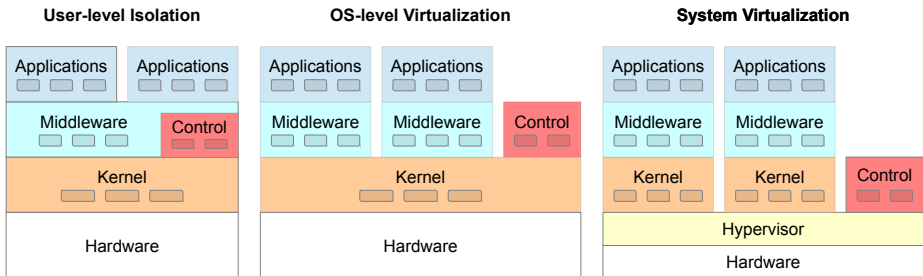 User-level Isolation
Applications
Applications
Middleware
Control
Kernel
Hardware
OS-level Virtualization
Applications
Applications
Middleware
Middleware
Control
Kernel
Hardware
System Virtualization
Applications
Applications
Middleware
Middleware
Kernel
Kernel
Control
Hypervisor
Hardware